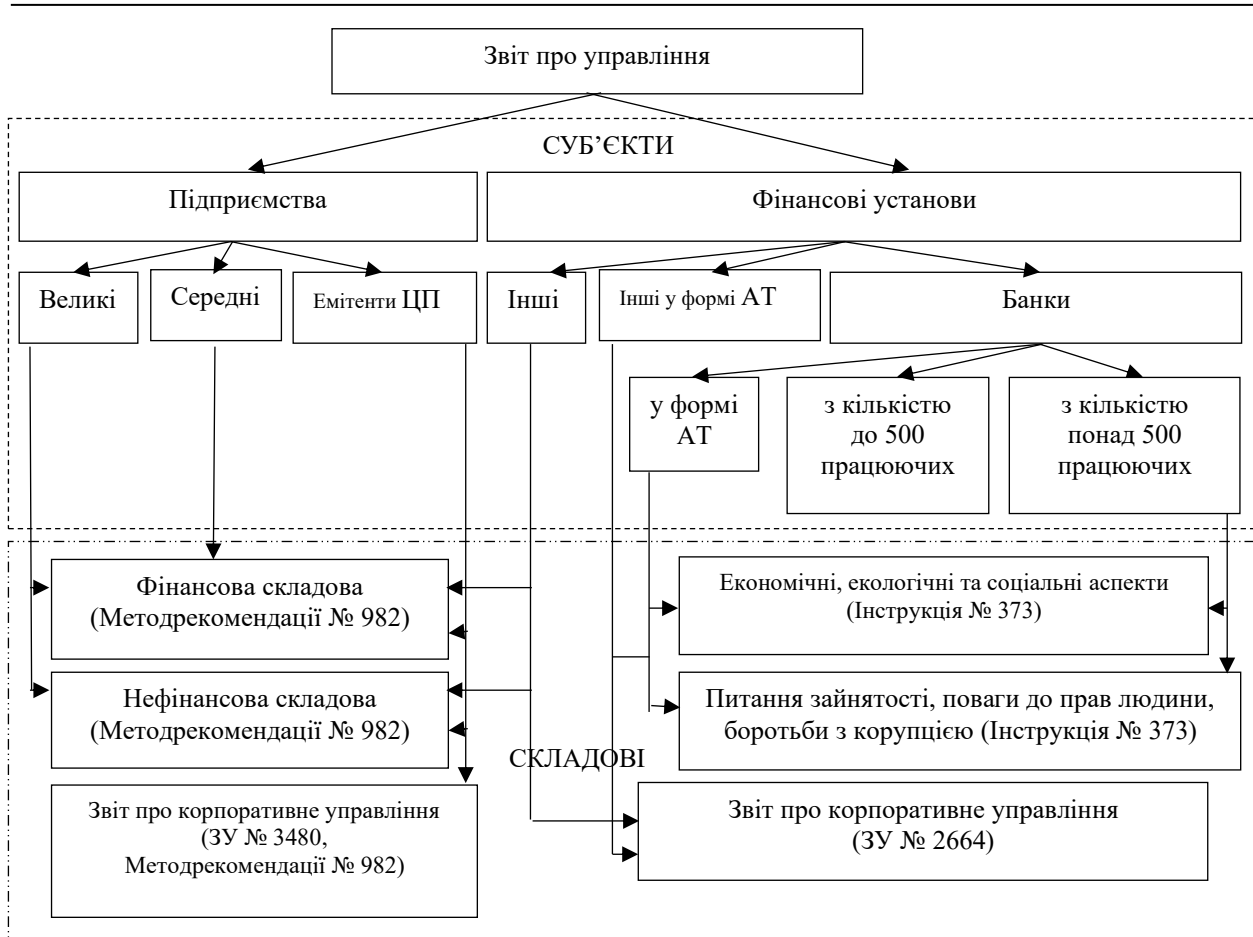 Звіт про управління
СУБ’ЄКТИ
Підприємства
Фінансові установи
Великі
Середні
Емітенти ЦП
Інші
Інші у формі АТ
Банки
у формі
АТ
з кількістю
до 500
працюючих
з кількістю
понад 500
працюючих
Фінансова складова
(Методрекомендації № 982)
Економічні, екологічні та соціальні аспекти
(Інструкція № 373)
Нефінансова складова
(Методрекомендації № 982)
Питання зайнятості, поваги до прав людини,
боротьби з корупцією (Інструкція № 373)
СКЛАДОВІ
Звіт про корпоративне управління
(ЗУ № 3480,
Методрекомендації № 982)
Звіт про корпоративне управління
(ЗУ № 2664)